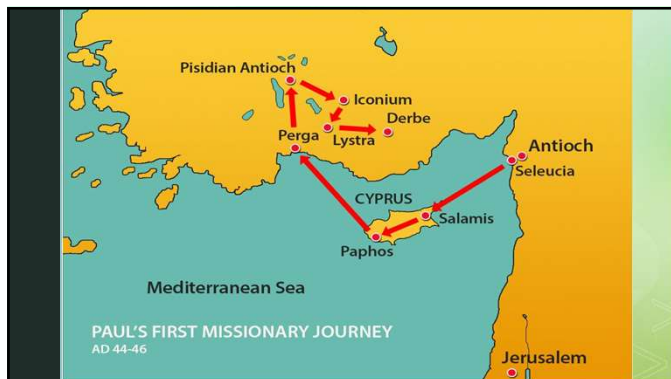 Pisidian Antioch
Iconium
Derbe
Perga
Lystra
Antioch
Seleucia
CYPRUS
Salamis
Paphos
Mediterranean Sea
PAUL'S FIRST MISSIONARY JOURNEY
AD 44-46
Jerusalem